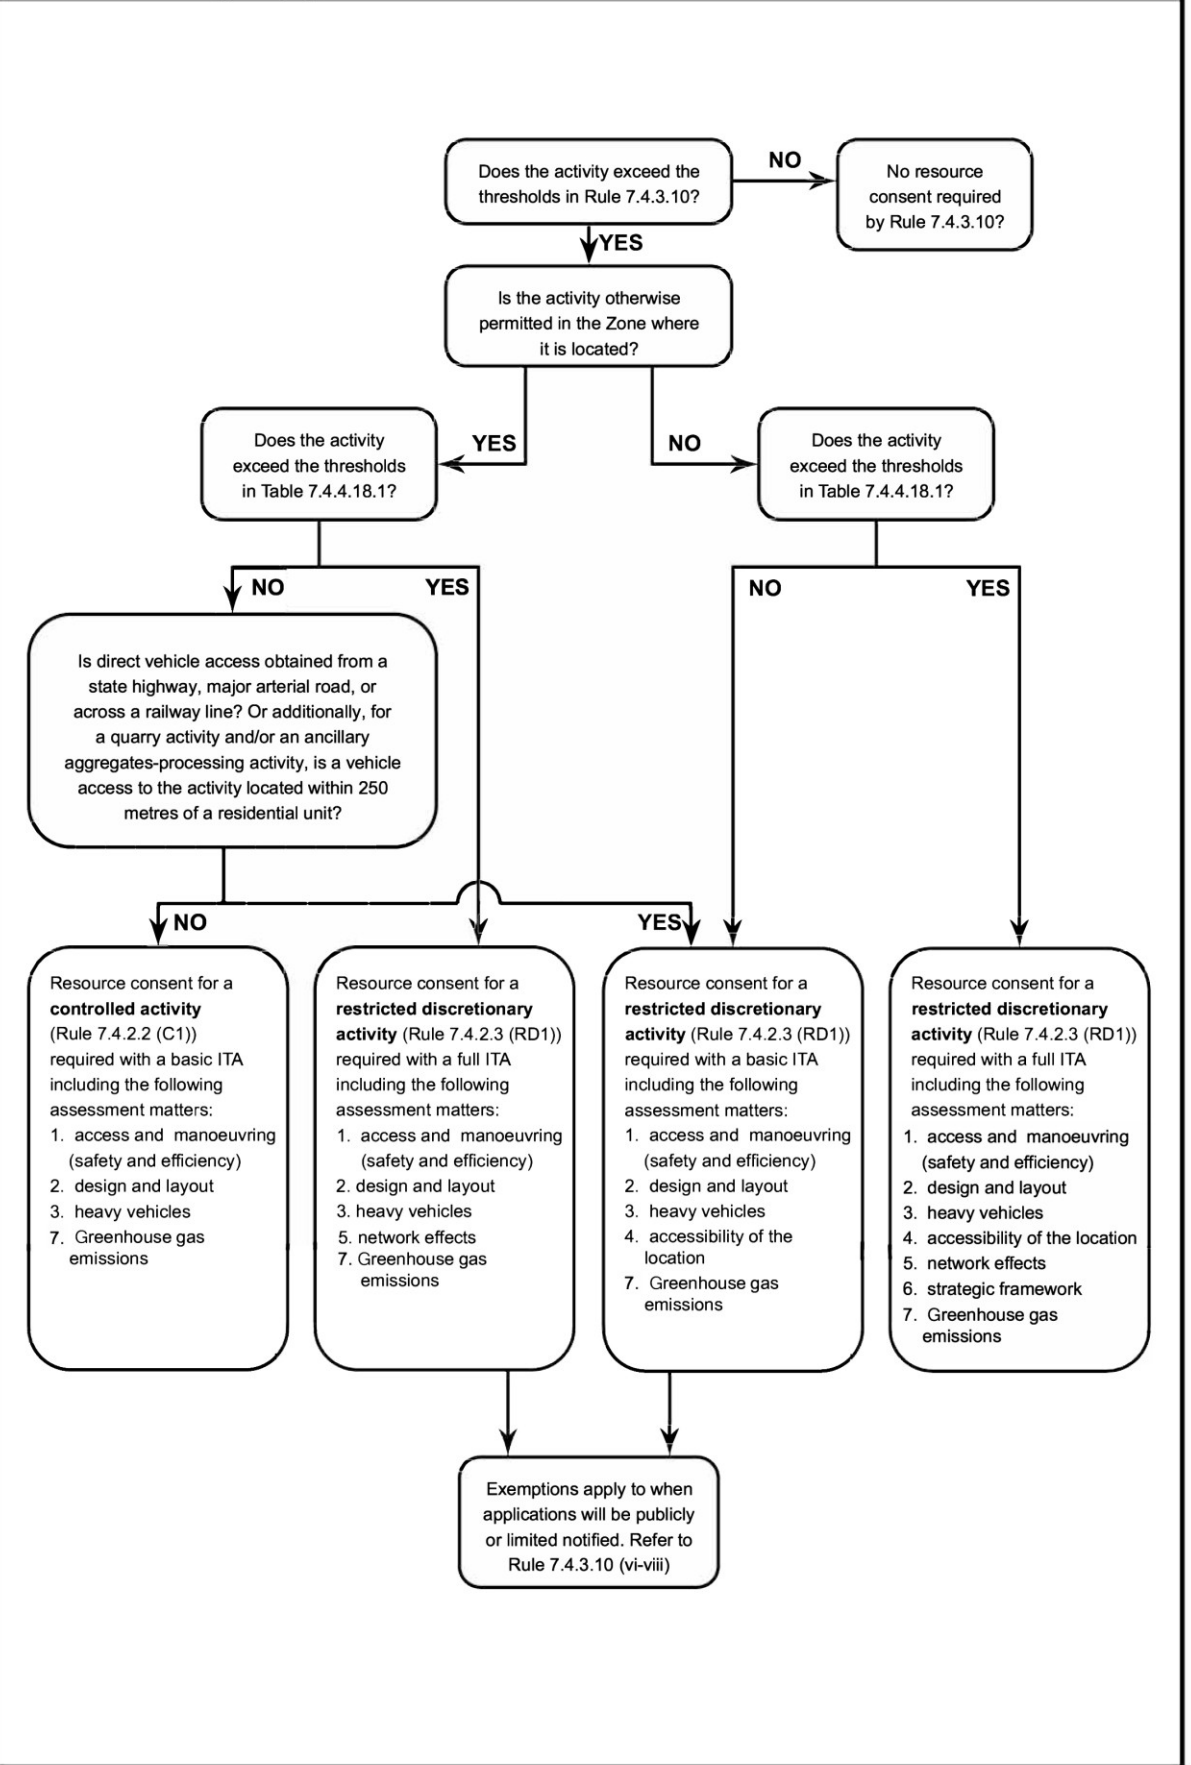 Does the activity exceed the
thresholds in Rule 7.4.3.10?
NO
No resource
consent required
by Rule 7.4.3.10?
YES
Is the activity otherwise
permitted in the Zone where
it is located?
Does the activity
exceed the thresholds
in Table 7.4.4.18.1?
YES
NO
Does the activity
exceed the thresholds
in Table 7.4.4.18.1?
NO
YES
NO
YES
Is direct vehicle access obtained from a
state highway, major arterial road, or
across a railway line? Or additionally, for
a quarry activity and/or an ancillary
aggregates-processing activity, is a vehicle
access to the activity located within 250
metres of a residential unit?
NO
YES
Resource consent for a
controlled activity
(Rule 7.4.2.2 (C1))
required with a basic ITA
including the following
assessment matters:
1. access and manoeuvring
(safety and efficiency)
2. design and layout
3. heavy vehicles
7. Greenhouse gas
emissions
Resource consent for a
restricted discretionary
activity (Rule 7.4.2.3 (RD1))
required with a full ITA
including the following
assessment matters:
1. access and manoeuvring
(safety and efficiency)
2. design and layout
3. heavy vehicles
5. network effects
7. Greenhouse gas
emissions
Resource consent for a
restricted discretionary
activity (Rule 7.4.2.3 (RD1))
required with a basic ITA
including the following
assessment matters:
1. access and manoeuvring
(safety and efficiency)
2. design and layout
3. heavy vehicles
4. accessibility of the
location
7. Greenhouse gas
emissions
Resource consent for a
restricted discretionary
activity (Rule 7.4.2.3 (RD1))
required with a full ITA
including the following
assessment matters:
1. access and manoeuvring
(safety and efficiency)
2. design and layout
3. heavy vehicles
4. accessibility of the location
5. network effects
6. strategic framework
7. Greenhouse gas
emissions
Exemptions apply to when
applications will be publicly
or limited notified. Refer to
Rule 7.4.3.10 (vi-viii)